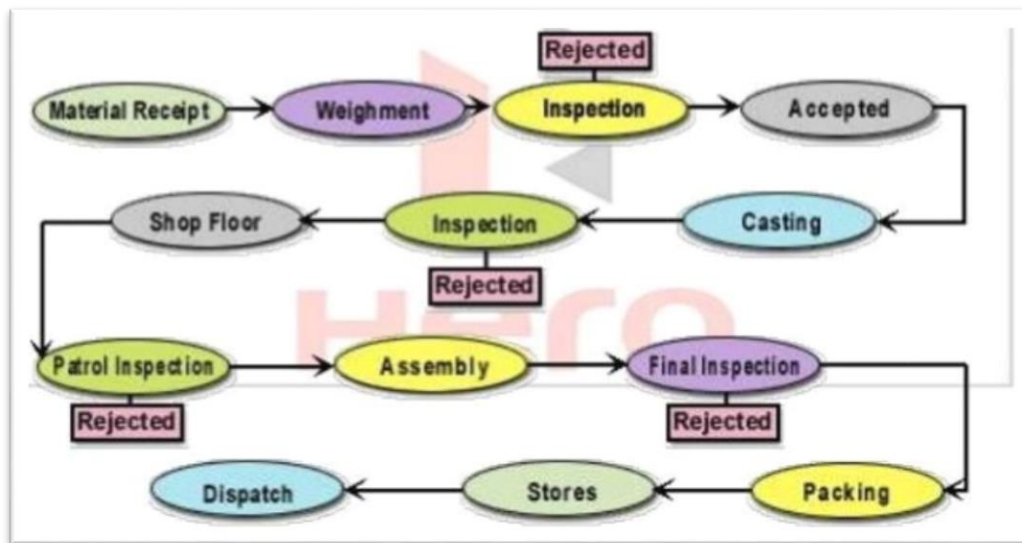 Rejected
Material Receipt
Weighment
Inspection
Accepted
Shop Floor
Inspection
Casting
Rejected
Hero
Patrol Inspection
Assembly
Final Inspection
Rejected
Rejected
Dispatch
Stores
Packing